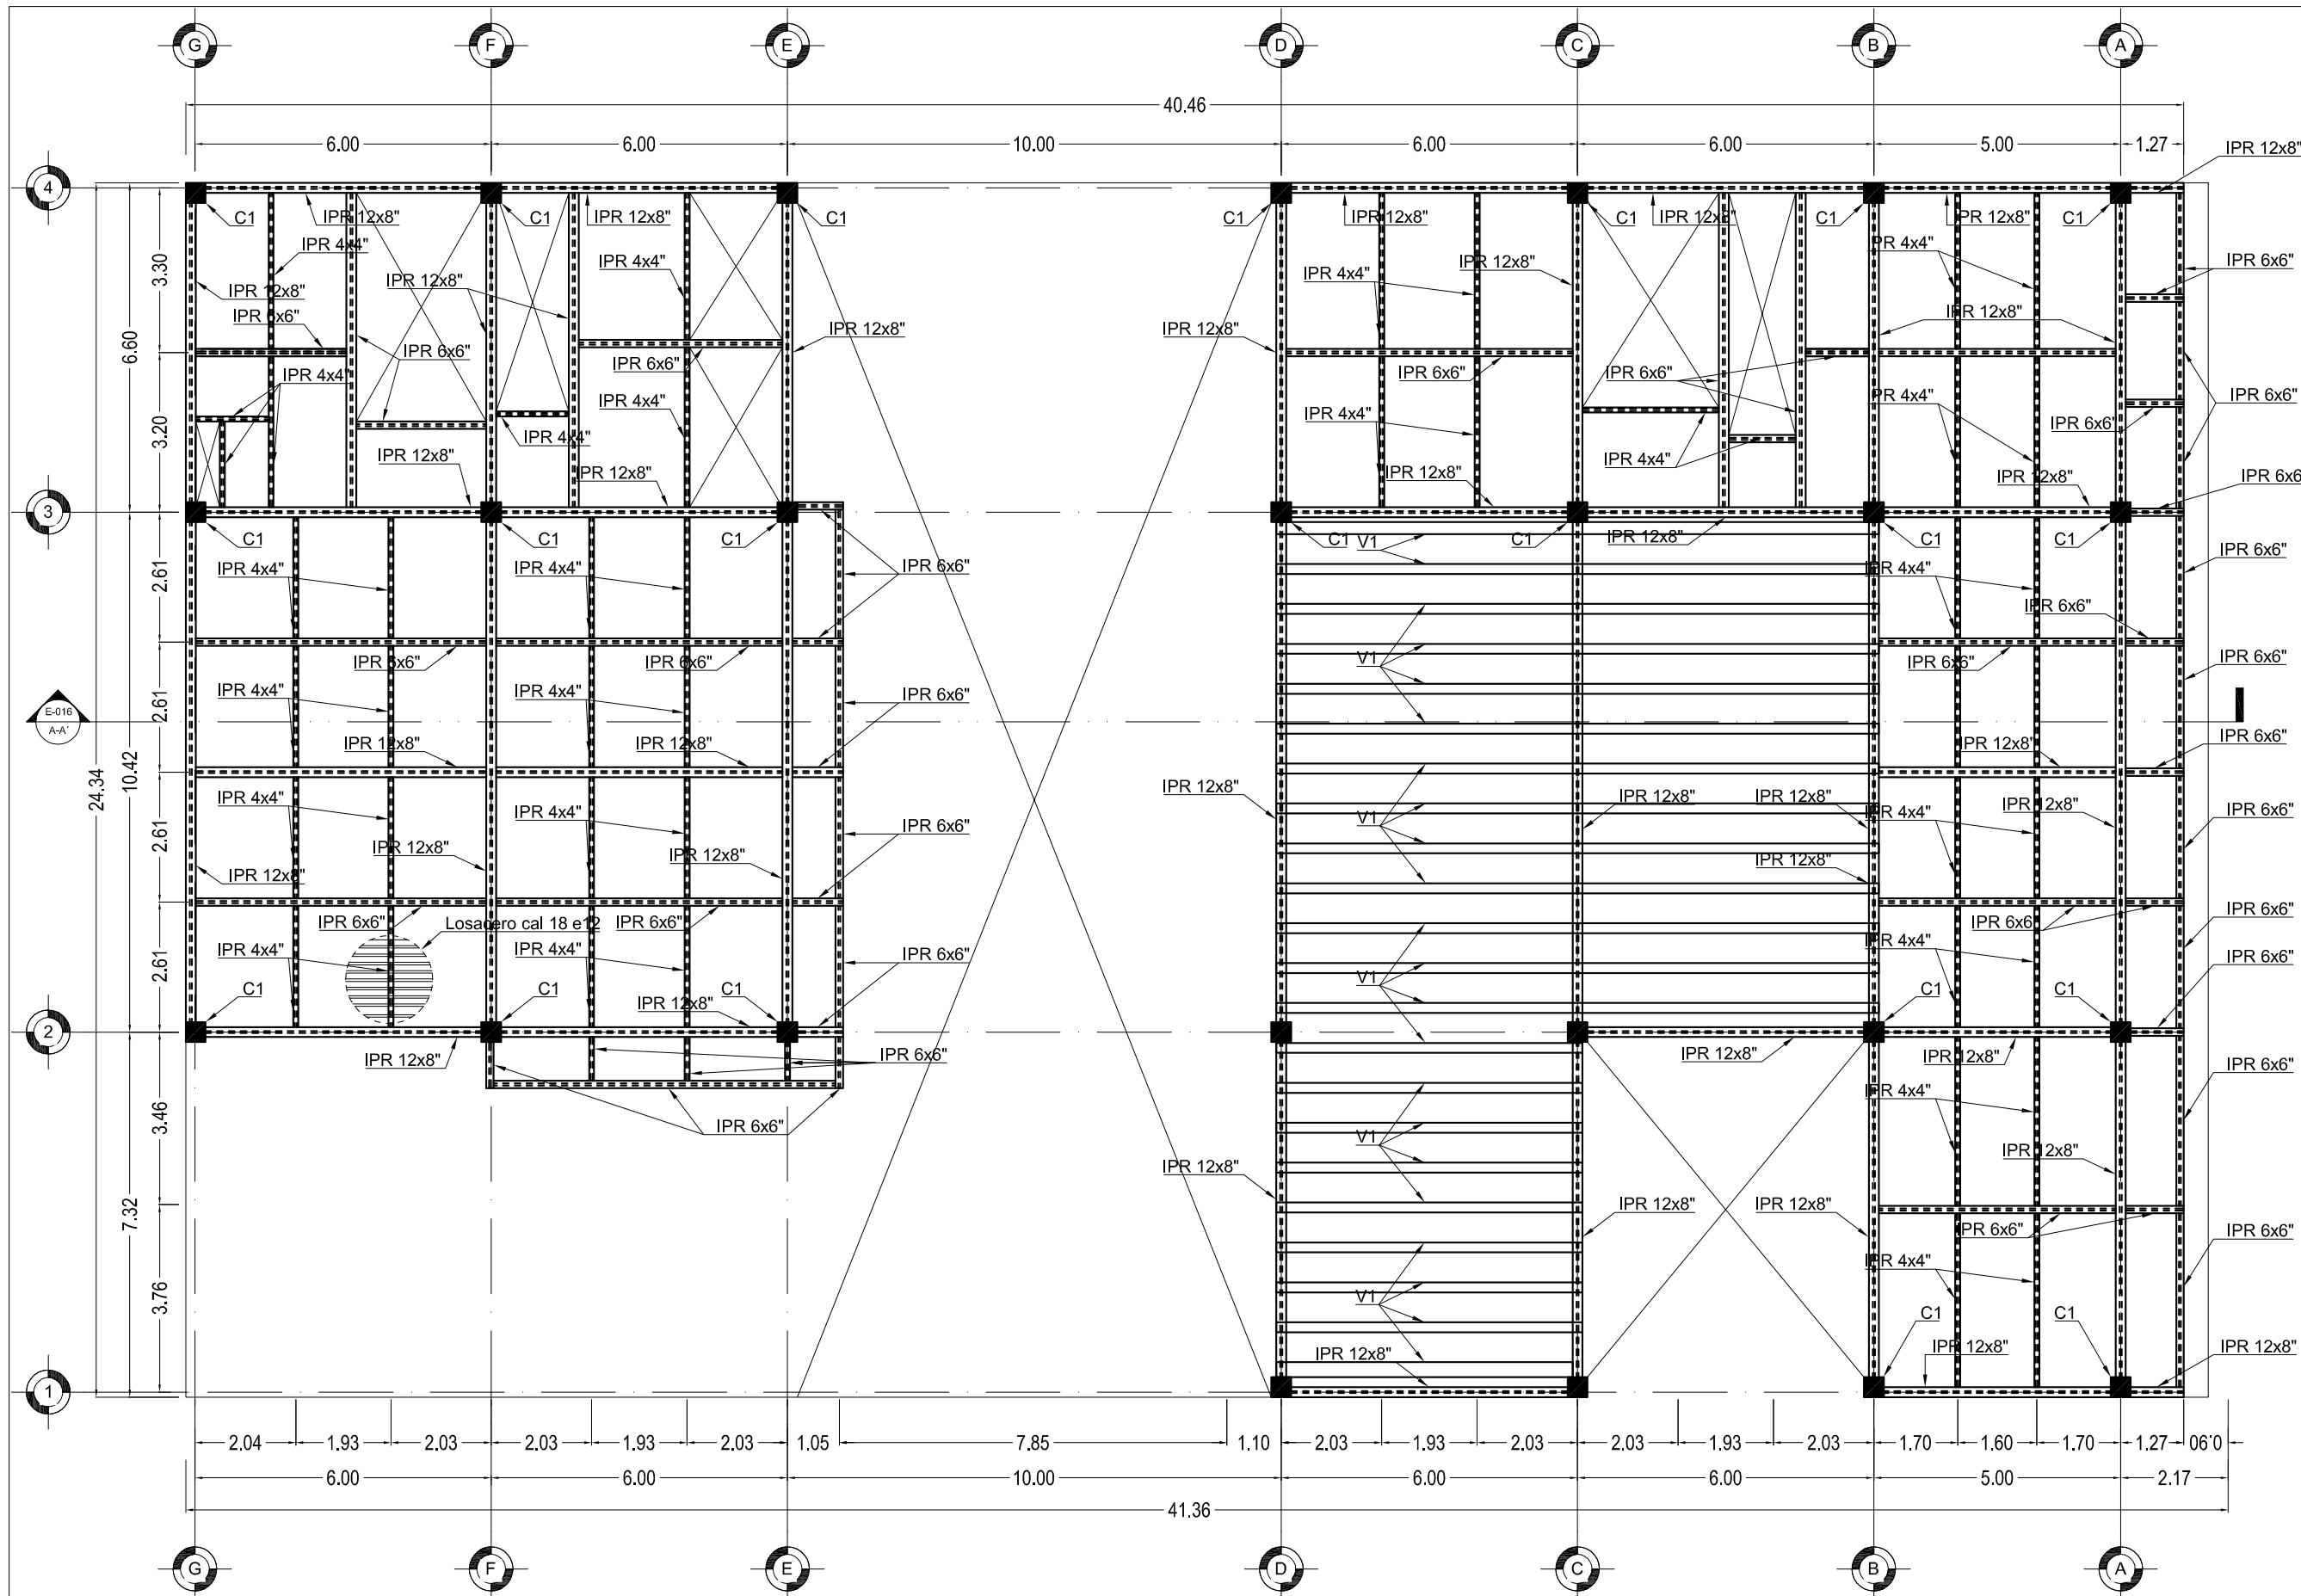 G F E D C B A
40.46
6.00 6.00 10.00 6.00 6.00 5.00 1.27
IPR 12x8"
4
C1 IPR 12x8" IPR 12x8" C1 C1 C1 IPR 12x8" C1 IPR 12x8" C1 IPR 12x8" C1
IPR 4x4" IPR 4x4" IPR 12x8" PR 4x4" IPR 6x6"
3.30
IPR 12x8" IPR 12x8" IPR 4x4"
IPR 6x6" IPR 12x8" IPR 12x8" IPR 12x8"
6.60
IPR 6x6" IPR 6x6" IPR 6x6" IPR 6x6"
IPR 4x4" IPR 4x4" IPR 4x4" PR 4x4" IPR 6x6"
3.20
IPR 4x4" IPR 6x6"
IPR 12x8" IPR 12x8" IPR 12x8" IPR 4x4" IPR 12x8" IPR 6x6
3
C1 C1 C1 C1 V1 C1 IPR 12x8" C1 C1
2.61
IPR 4x4" IPR 4x4" IPR 6x6" IPR 4x4" IPR 6x6"
IPR 6x6"
IPR 6x6" IPR 6x6" V1 IPR 6x6" IPR 6x6"
2.61
IPR 4x4" IPR 4x4" IPR 6x6"
E-016
A-A'
IPR 12x8" IPR 12x8" IPR 12x8" IPR 6x6"
24.34
10.42
IPR 4x4" IPR 4x4" IPR 6x6" IPR 12x8" V1 IPR 12x8" IPR 12x8" IPR 4x4" IPR 12x8" IPR 6x6"
2.61
IPR 12x8" IPR 12x8" IPR 12x8" IPR 12x8"
IPR 6x6" Losacero cal 18 e12 IPR 6x6" IPR 6x6 IPR 6x6"
2.61
IPR 4x4" IPR 4x4" IPR 6x6" V1 IPR 4x4" IPR 6x6"
C1 C1 IPR 12x8" C1 C1 C1
2
IPR 12x8" IPR 6x6" IPR 12x8" IPR 12x8" IPR 6x6"
3.46
IPR 6x6" V1 IPR 4x4" IPR 12x8"
7.32
IPR 12x8" IPR 12x8" IPR 12x8" IPR 6x6" IPR 6x6"
3.76
V1 IPR 4x4"
C1 C1
IPR 12x8" IPR 12x8" IPR 12x8"
1
2.04 1.93 2.03 2.03 1.93 2.03 1.05 7.85 1.10 2.03 1.93 2.03 2.03 1.93 2.03 1.70 1.60 1.70 1.27 0.90
6.00 6.00 10.00 6.00 6.00 5.00 2.17
41.36
G F E D C B A